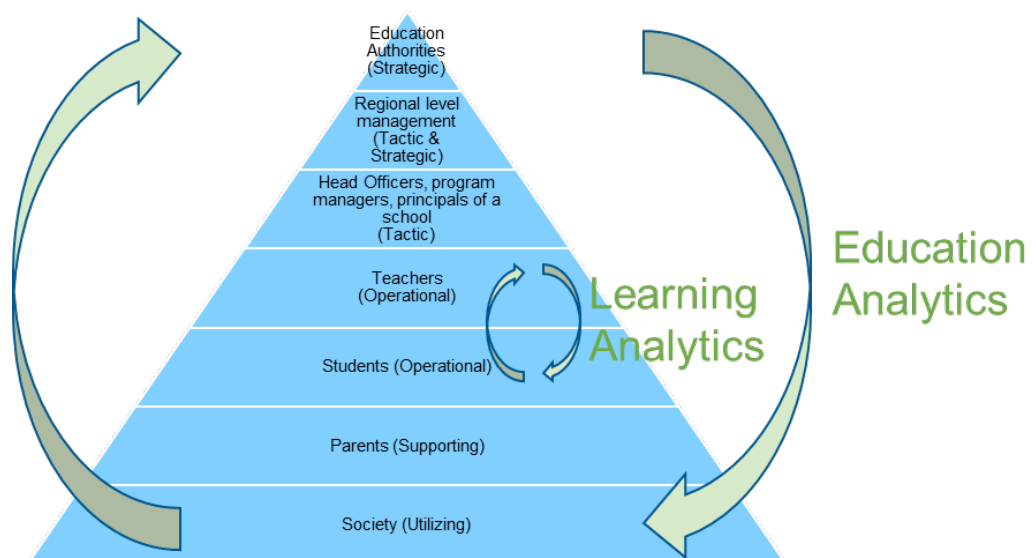 Education
Authorities
(Strategic)
Regional level
management
(Tactic &
Strategic)
Head Officers, program
managers, principals of a
school
(Tactic)
Teachers
(Operational)
Learning
Analytics
Education
Analytics
Students (Operational)
Parents (Supporting)
Society (Utilizing)